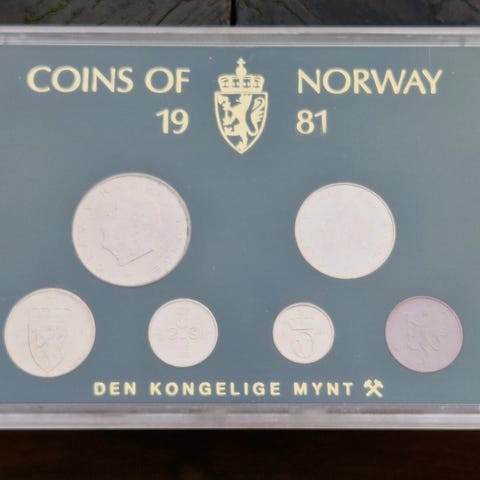 COINS OF NORWAY
19 81
DEN KONGELIGE MYNT